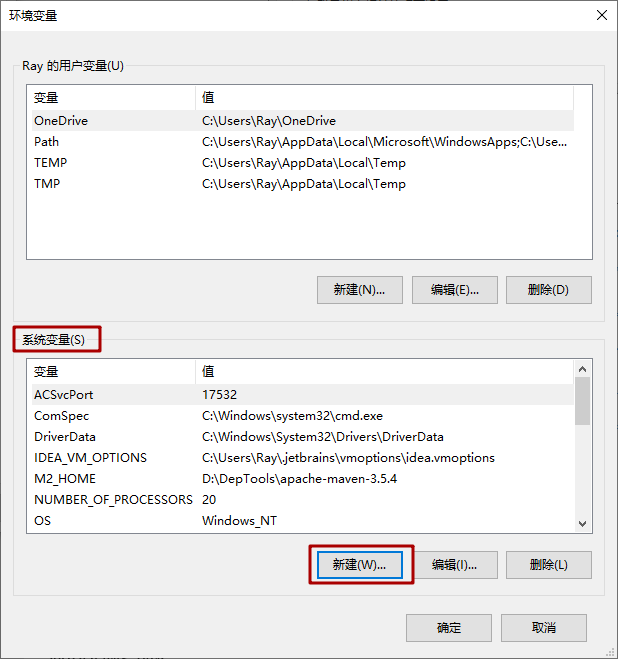 环境变量
Ray 的用户变量(U)
变量 值
OneDrive C:\Users\Ray\OneDrive
Path C:\Users\Ray\AppData\Local\Microsoft\WindowsApps;C:\Use...
TEMP C:\Users\Ray\AppData\Local\Temp
TMP C:\Users\Ray\AppData\Local\Temp
新建(N)... 编辑(E)... 删除(D)
系统变量(S)
变量 值
ACSvcPort 17532
ComSpec C:\Windows\system32\cmd.exe
DriverData C:\Windows\System32\Drivers\DriverData
IDEA_VM_OPTIONS C:\Users\Ray\.jetbrains\vmoptions\idea.vmoptions
M2_HOME D:\DepTools\apache-maven-3.5.4
NUMBER_OF_PROCESSORS 20
OS Windows_NT
新建(W)... 编辑(I)... 删除(L)
确定 取消